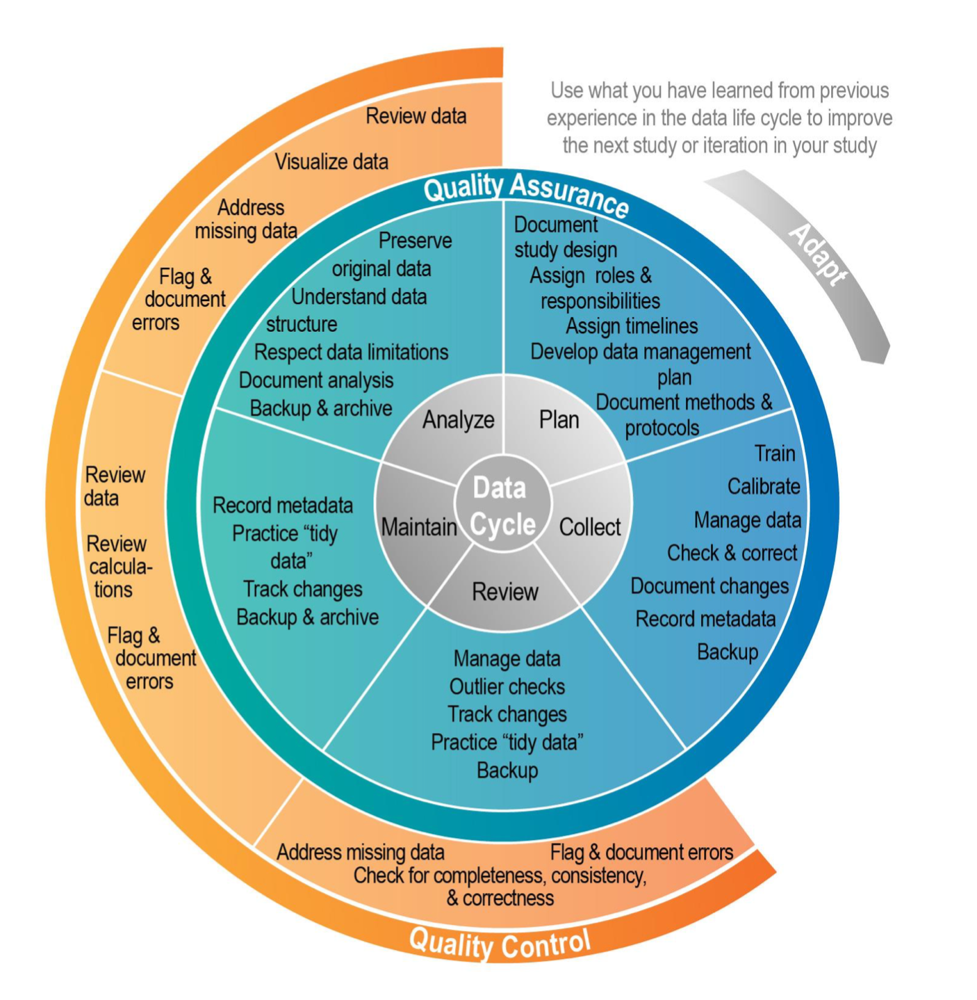 Use what you have learned from previous
experience in the data life cycle to improve
the next study or iteration in your study
Adapt
Quality Assurance
Document
study design
Assign roles &
responsibilities
Assign timelines
Develop data management
plan
Document methods &
protocols
Train
Calibrate
Manage data
Check & correct
Document changes
Record metadata
Backup
Manage data
Outlier checks
Track changes
Practice “tidy data”
Backup
Record metadata
Practice “tidy
data”
Track changes
Backup & archive
Preserve
original data
Understand data
structure
Respect data limitations
Document analysis
Backup & archive
Plan
Collect
Review
Maintain
Analyze
Data
Cycle
Quality Control
Address missing data
Flag & document errors
Check for completeness, consistency,
& correctness
Review
data
Review
calcula-
tions
Flag &
document
errors
Review data
Visualize data
Address
missing data
Flag &
document
errors